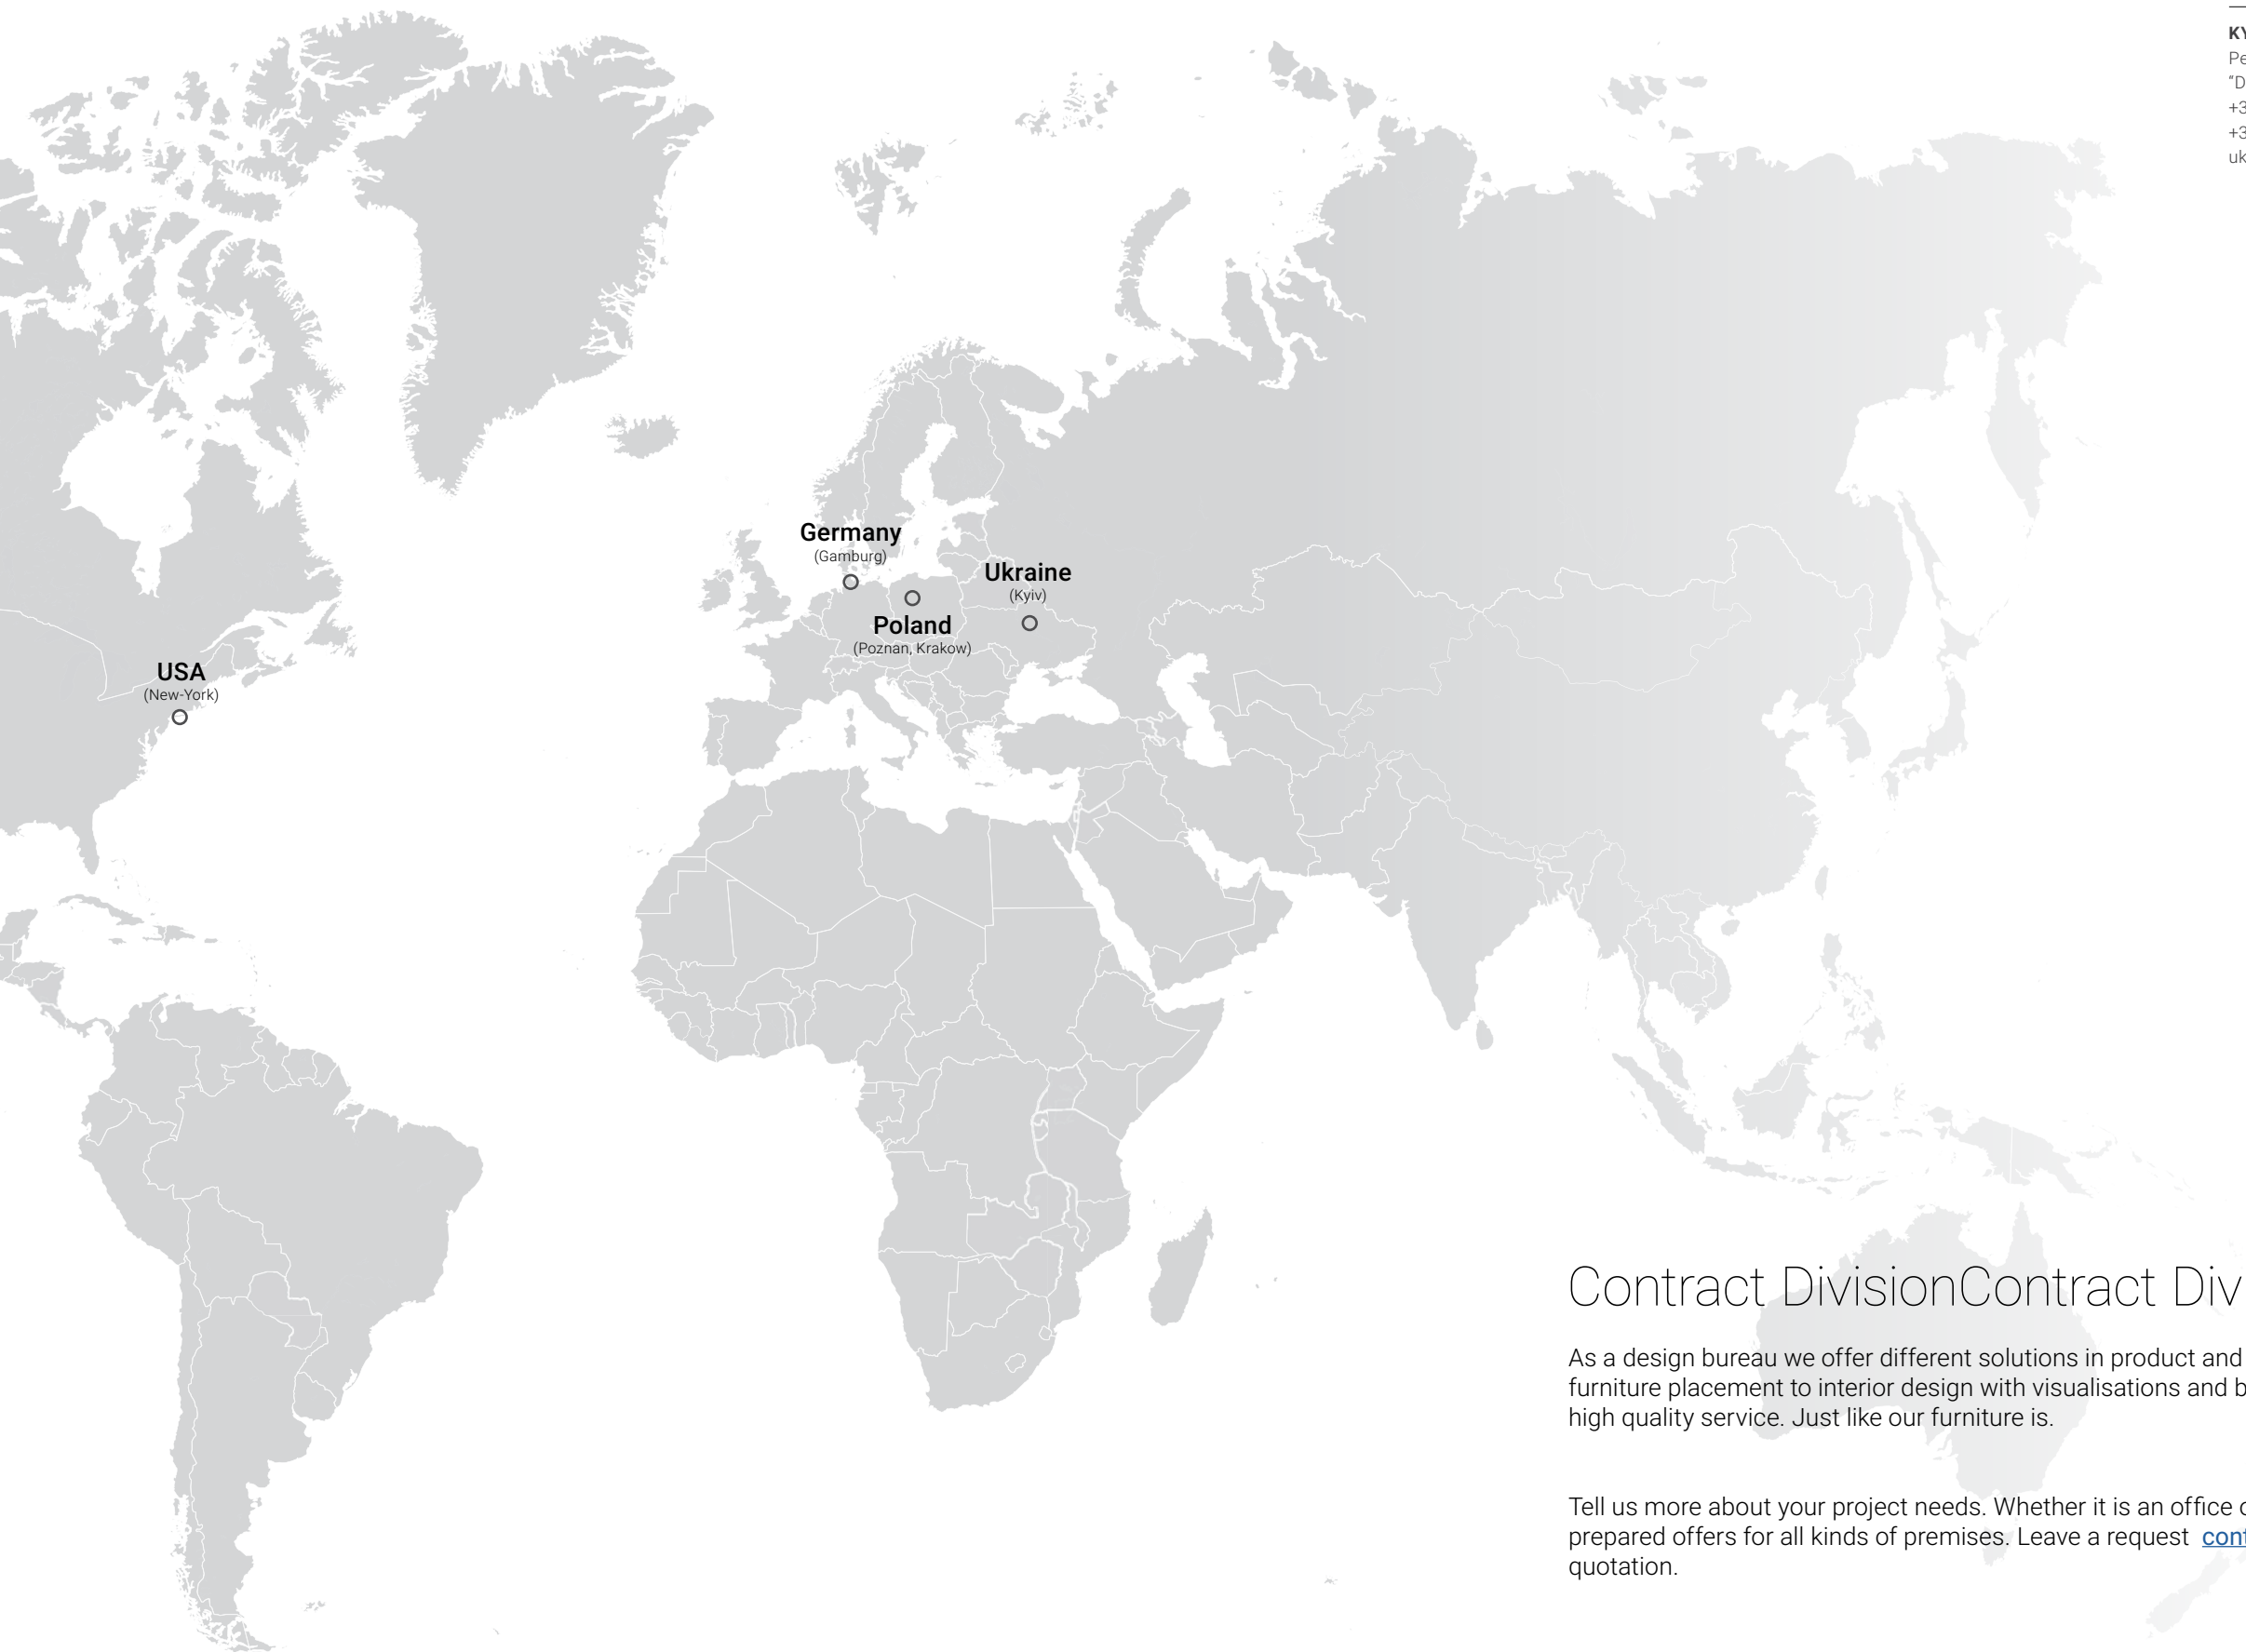 Germany
(Gamburg)
Ukraine
(Kyiv)
Poland
(Poznan, Krakow)
USA
(New-York)
Contract DivisionContract Div
As a design bureau we offer different solutions in product and
furniture placement to interior design with visualisations and
high quality service. Just like our furniture is.
Tell us more about your project needs. Whether it is an office
prepared offers for all kinds of premises. Leave a request
quotation.